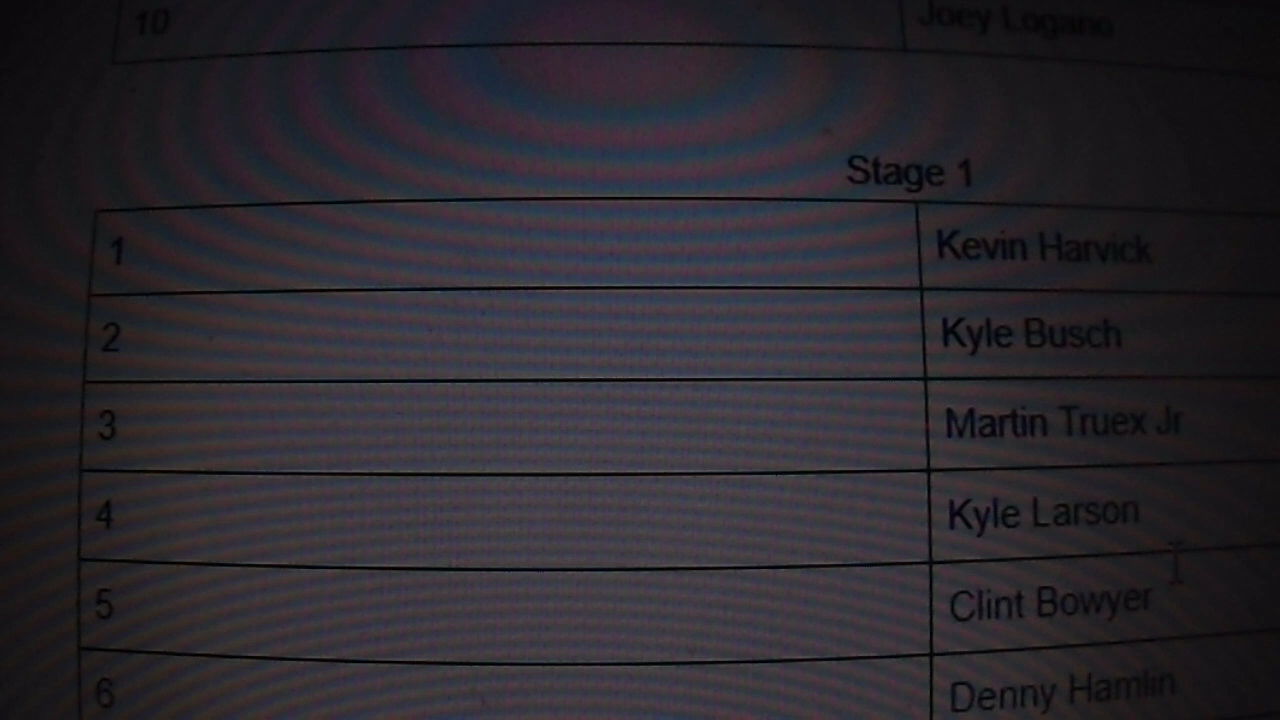 10 Joey Logano
Stage 1
1 Kevin Harvick
2 Kyle Busch
3 Martin Truex Jr
4 Kyle Larson
5 Clint Bowyer
6 Denny Hamlin